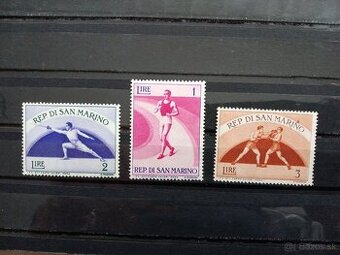 REP. DI SAN MARINO
LIRE 2
LIRE 1
REP. DI SAN MARINO
REP. DI SAN MARINO
LIRE 3